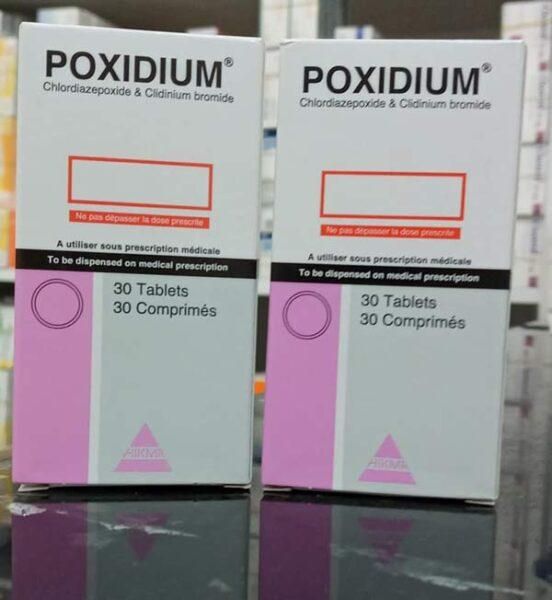 POXIDIUM®
Chlordiazepoxide & Clidinium bromide
Ne pas dépasser la dose prescrite
A utiliser sous prescription médicale
To be dispensed on medical prescription
30 Tablets
30 Comprimés
HIKMA
POXIDIUM®
Chlordiazepoxide & Clidinium bromide
Ne pas dépasser la dose prescrite
A utiliser sous prescription médicale
To be dispensed on medical prescription
30 Tablets
30 Comprimés
HIKMA